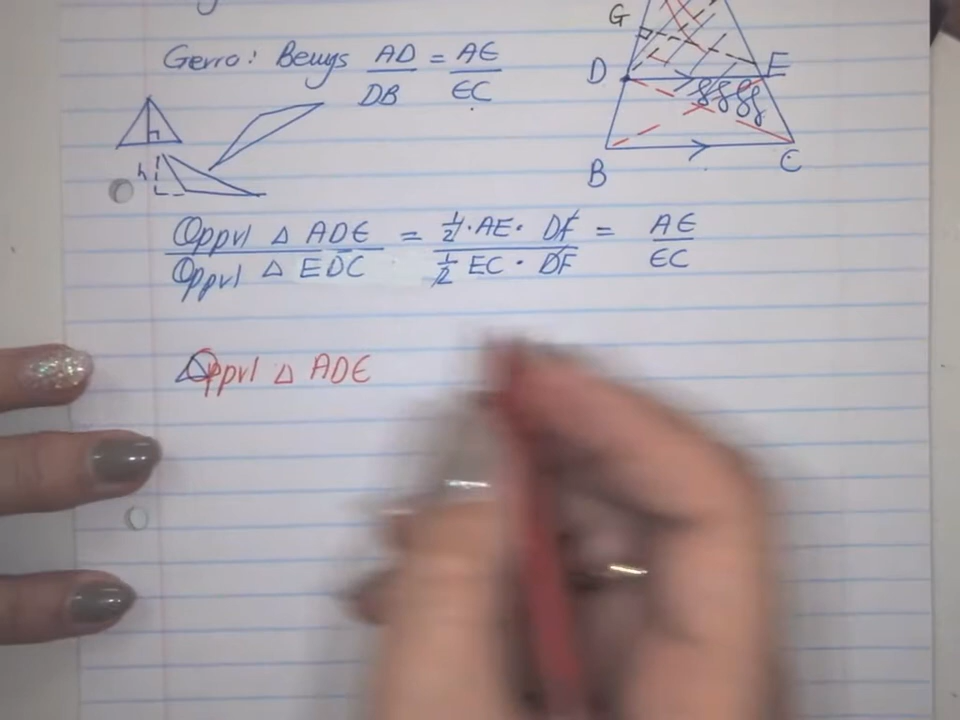 G
Gevra: Bewys AD/DB = AE/EC
D E
h
B C
Oppvl △ ADE / Oppvl △ EDC = ½·AE·DF / ½ EC·DF = AE/EC
Oppvl △ ADE